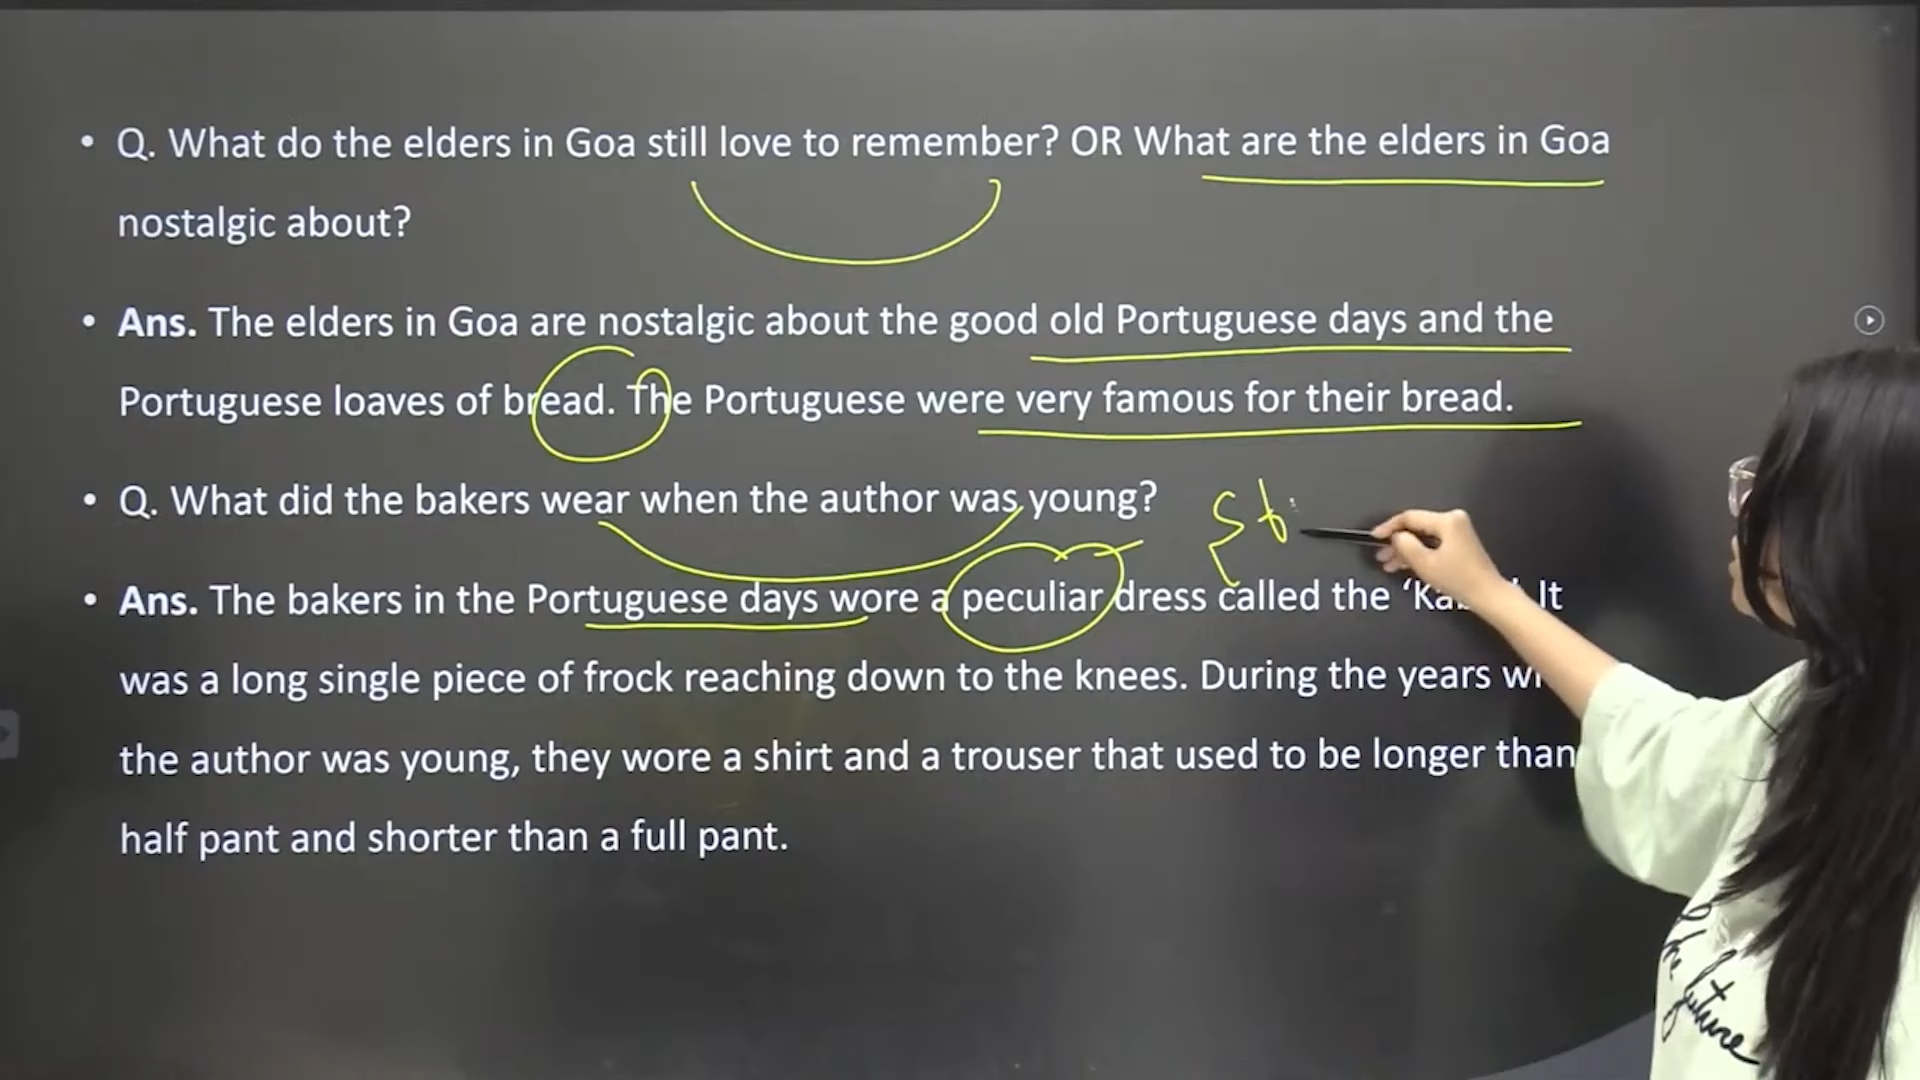 • Q. What do the elders in Goa still love to remember? OR What are the elders in Goa
nostalgic about?
• Ans. The elders in Goa are nostalgic about the good old Portuguese days and the
Portuguese loaves of bread. The Portuguese were very famous for their bread.
• Q. What did the bakers wear when the author was young?
St
• Ans. The bakers in the Portuguese days wore a peculiar dress called the It
was a long single piece of frock reaching down to the knees. During the years
the author was young, they wore a shirt and a trouser that used to be longer than
half pant and shorter than a full pant.
the future